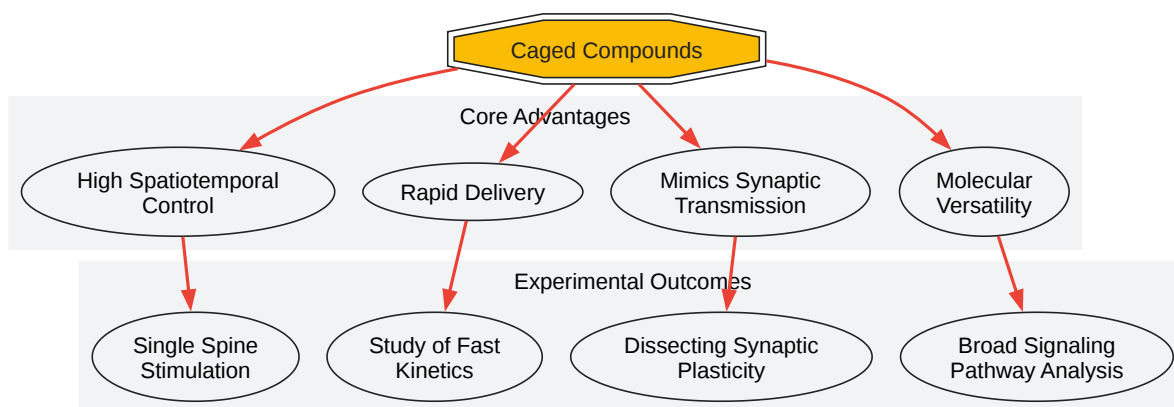 Caged Compounds
Core Advantages
High Spatiotemporal
Control
Rapid Delivery
Mimics Synaptic
Transmission
Molecular
Versatility
Experimental Outcomes
Single Spine
Stimulation
Study of Fast
Kinetics
Dissecting Synaptic
Plasticity
Broad Signaling
Pathway Analysis